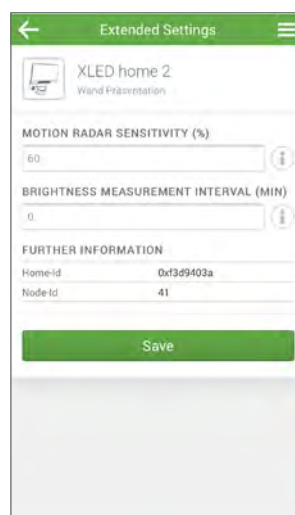 Extended Settings
XLED home 2
Wand Präsentation
MOTION RADAR SENSITIVITY (%)
60
BRIGHTNESS MEASUREMENT INTERVAL (MIN)
0
FURTHER INFORMATION
Home-Id 0xf3d9403a
Node-Id 41
Save